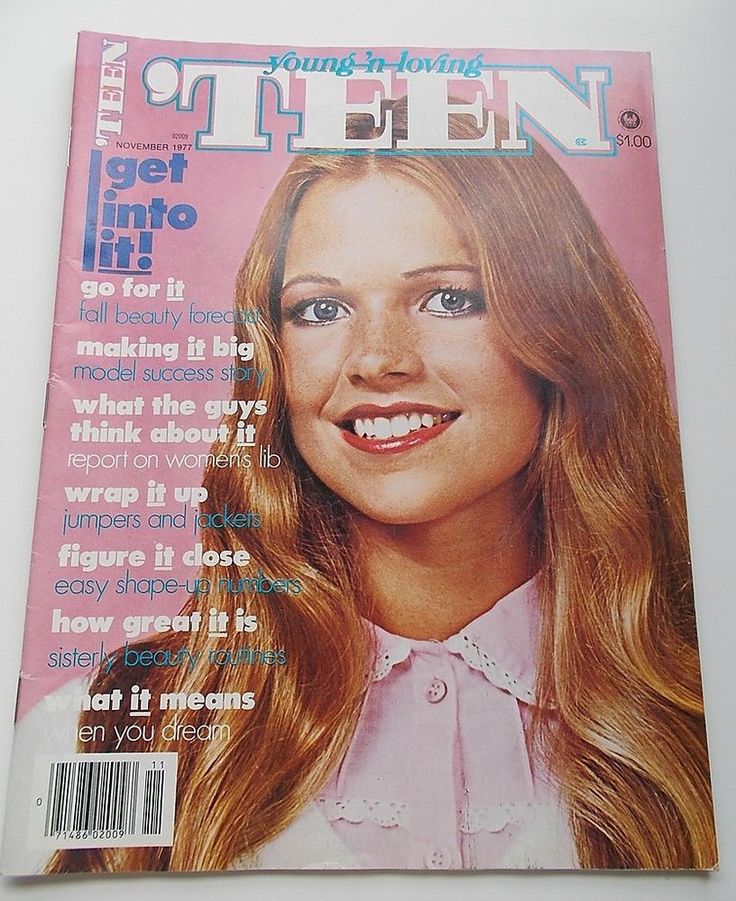 'TEEN
young 'n loving
'TEEN
02009
NOVEMBER 1977
$1.00
get
into
it!
go for it
fall beauty forecast
making it big
model success story
what the guys
think about it
report on women's lib
wrap it up
jumpers and jackets
figure it close
easy shape-up numbers
how great it is
sisterly beauty routines
what it means
when you dream
11
0
71486 02009